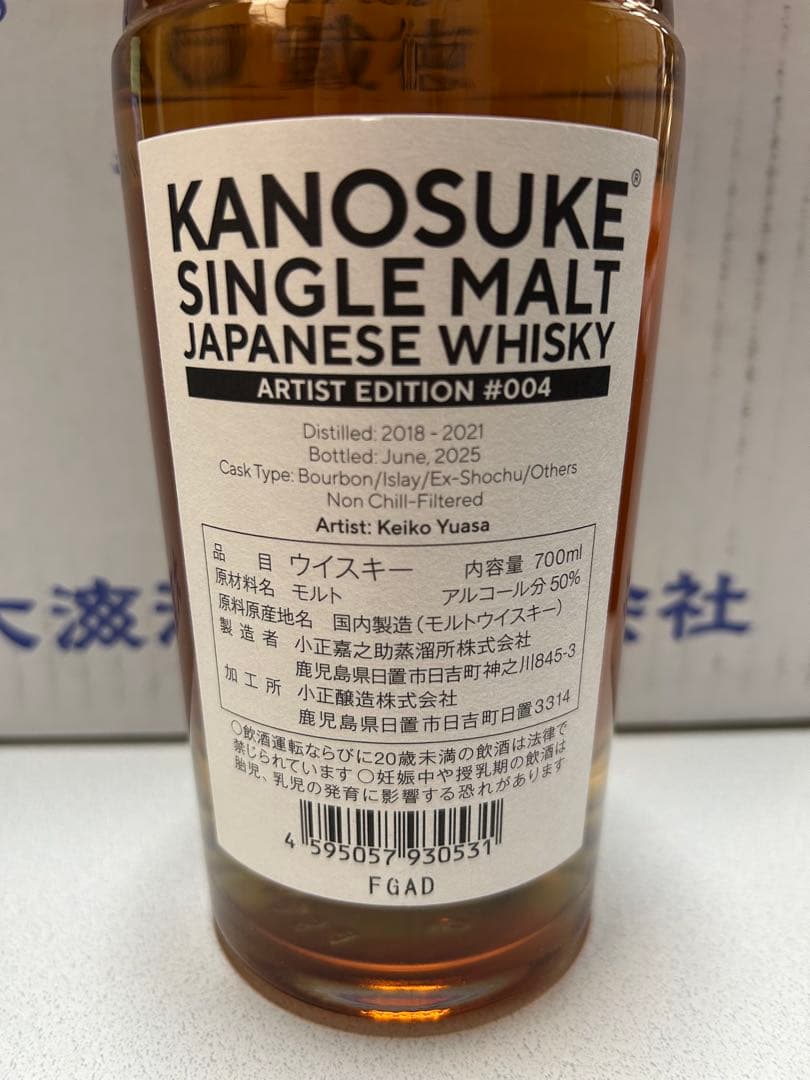 KANOSUKE®
SINGLE MALT
JAPANESE WHISKY
ARTIST EDITION #004
Distilled: 2018 - 2021
Bottled: June, 2025
Cask Type: Bourbon/Islay/Ex-Shochu/Others
Non Chill-Filtered
Artist: Keiko Yuasa
品目 ウイスキー 内容量 700ml
原材料名 モルト アルコール分 50%
原料原産地名 国内製造（モルトウイスキー）
製造者 小正嘉之助蒸溜所株式会社
鹿児島県日置市日吉町神之川845-3
加工所 小正醸造株式会社
鹿児島県日置市日吉町日置3314
○飲酒運転ならびに20歳未満の飲酒は法律で
禁じられています ○妊娠中や授乳期の飲酒は
胎児、乳児の発育に影響する恐れがあります
4 595057 930531
FGAD
会社